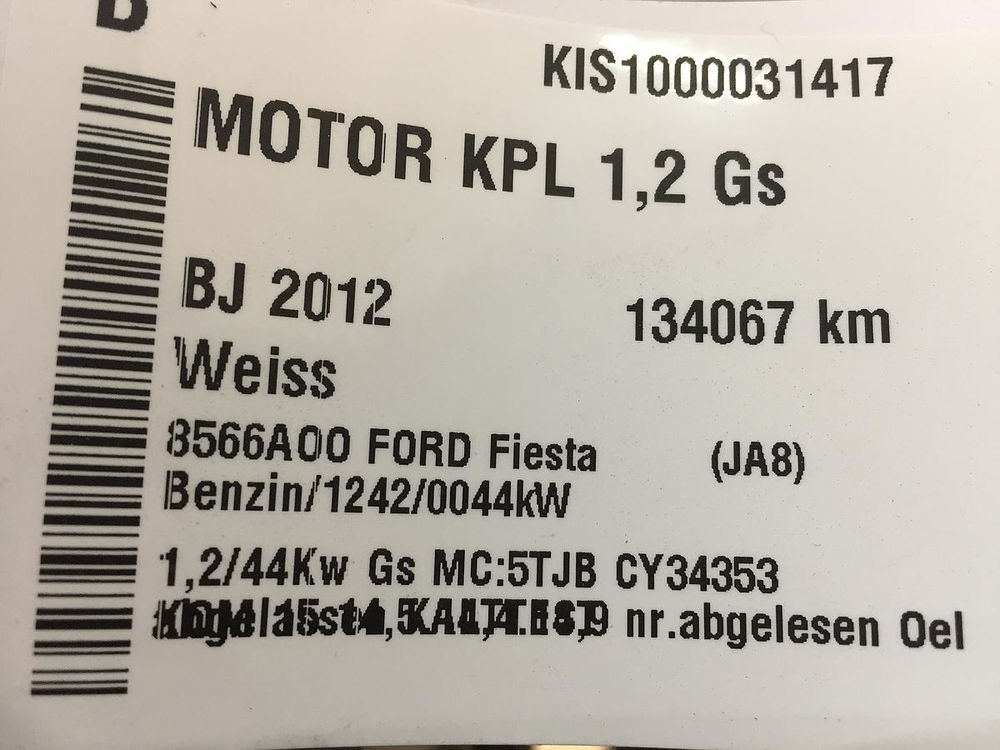 KIS1000031417
MOTOR KPL 1,2 Gs
BJ 2012 134067 km
Weiss
8566A00 FORD Fiesta (JA8)
Benzin/1242/0044kW
1,2/44Kw Gs MC:5TJB CY34353
nr.abgelesen Oel